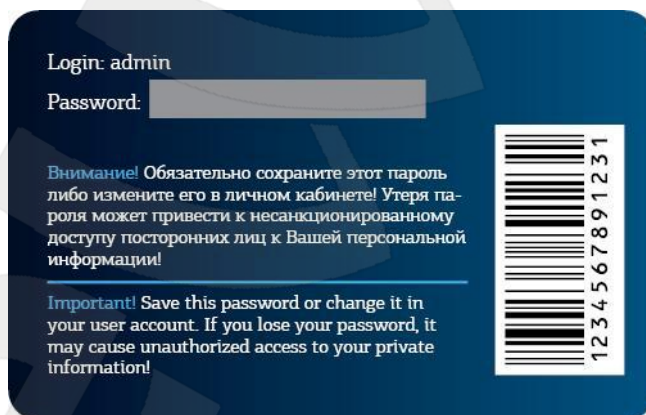 Login: admin
Password:
Внимание! Обязательно сохраните этот пароль
либо измените его в личном кабинете! Утеря па-
роля может привести к несанкционированному
доступу посторонних лиц к Вашей персональной
информации!
Important! Save this password or change it in
your user account. If you lose your password, it
may cause unauthorized access to your private
information!
1234567891231